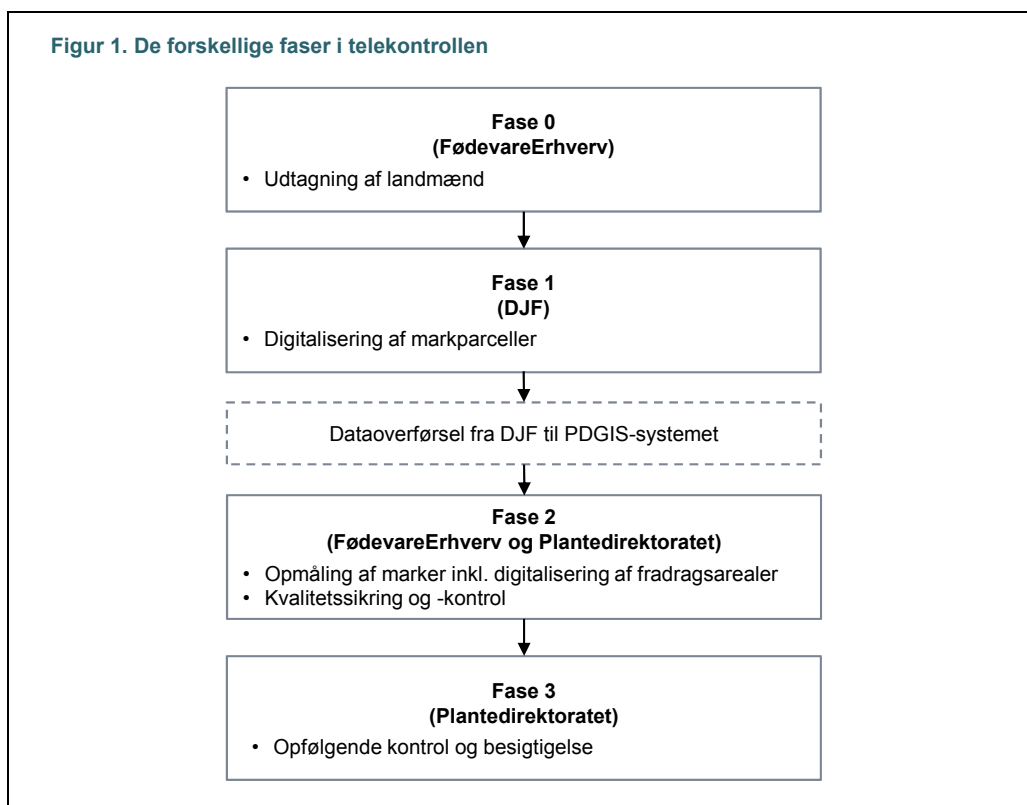 Figur 1. De forskellige faser i telekontrollen
Fase 0
(FødevareErhverv)
• Udtagning af landmænd
Fase 1
(DJF)
• Digitalisering af markparceller
Dataoverførsel fra DJF til PDGIS-systemet
Fase 2
(FødevareErhverv og Plantedirektoratet)
• Opmåling af marker inkl. digitalisering af fradragsarealer
• Kvalitetssikring og -kontrol
Fase 3
(Plantedirektoratet)
• Opfølgende kontrol og besigtigelse